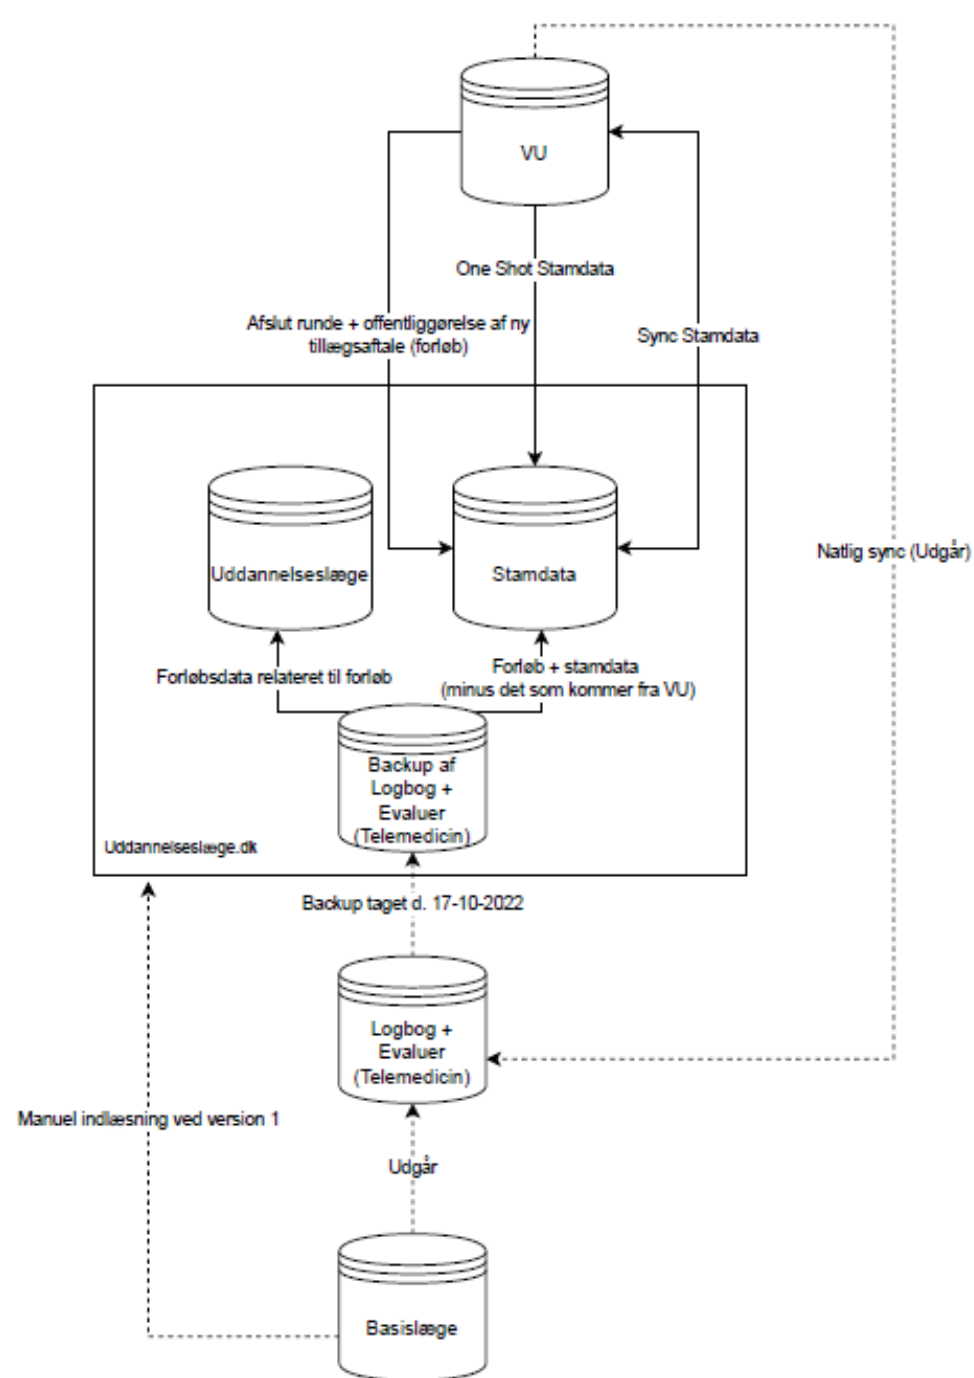 VU
One Shot Stamdata
Afslut runde + offentliggørelse af ny
tillægsaftale (forløb)
Sync Stamdata
Natlig sync (Udgår)
Uddannelseslæge
Stamdata
Forløbsdata relateret til forløb
Forløb + stamdata
(minus det som kommer fra VU)
Backup af
Logbog +
Evaluer
(Telemedicin)
Uddannelseslæge.dk
Backup taget d. 17-10-2022
Logbog +
Evaluer
(Telemedicin)
Manuel indlæsning ved version 1
Udgår
Basislæge